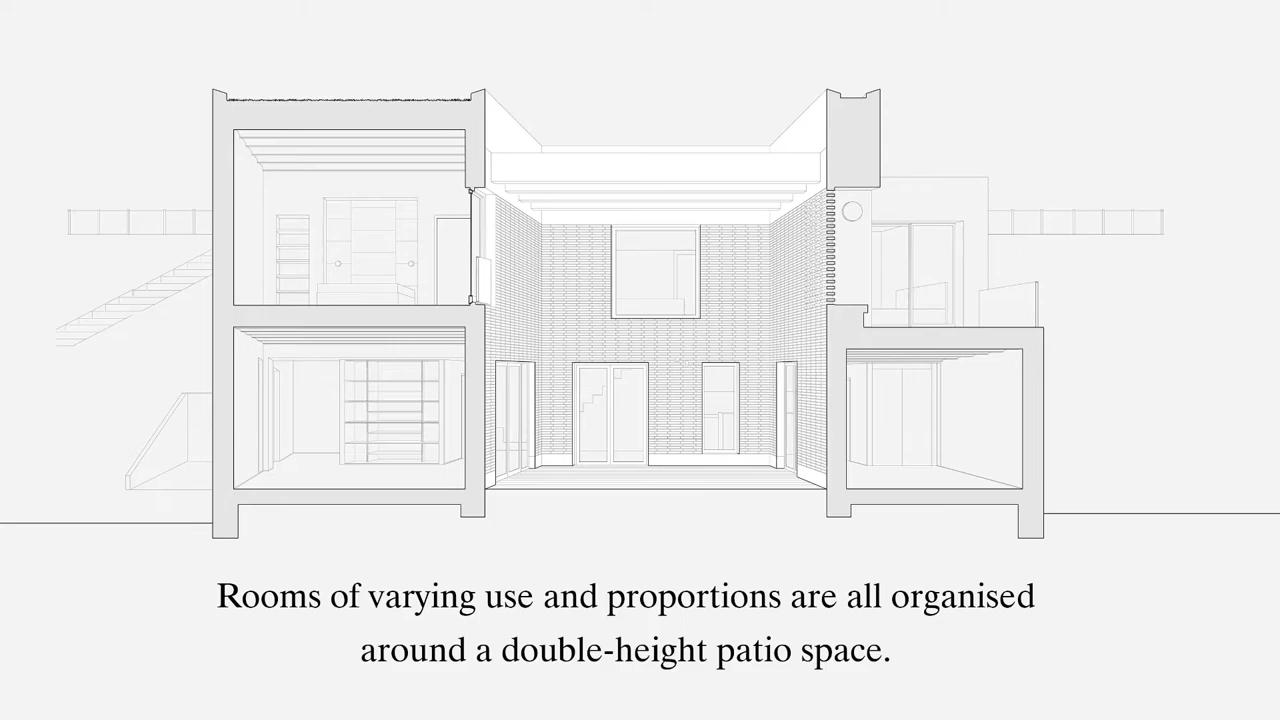 Rooms of varying use and proportions are all organised
around a double-height patio space.